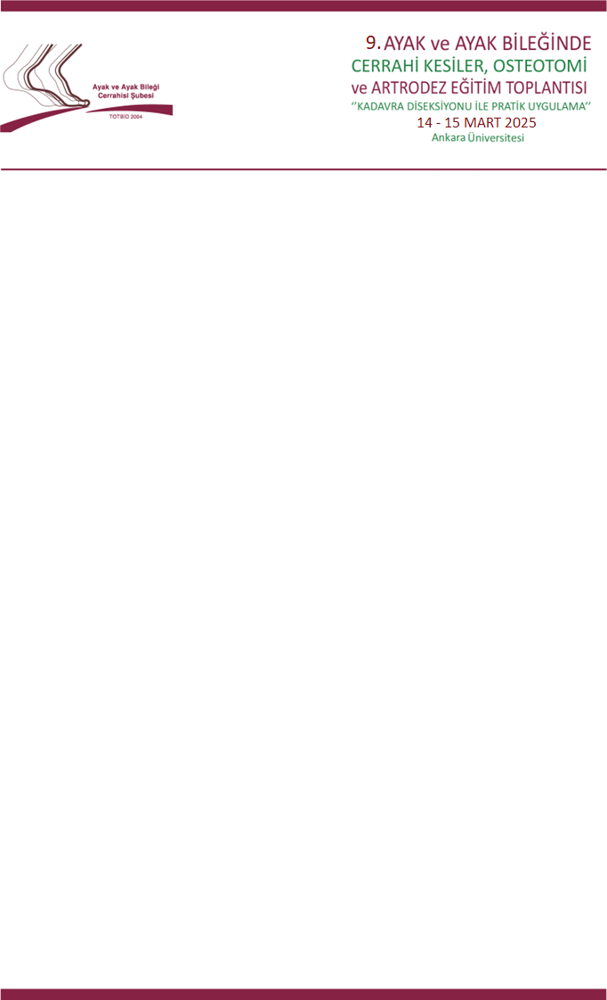 Ayak ve Ayak Bileği
Cerrahisi Şubesi
TOTBİD 2004
9. AYAK ve AYAK BİLEĞİNDE
CERRAHİ KESİLER, OSTEOTOMİ
ve ARTRODEZ EĞİTİM TOPLANTISI
‘’KADAVRA DİSEKSİYONU İLE PRATİK UYGULAMA’’
14 - 15 MART 2025
Ankara Üniversitesi